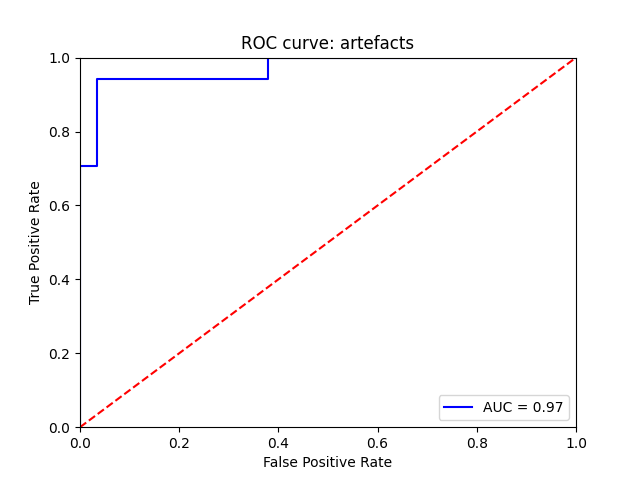 ROC curve: artefacts
1.0
0.8
0.6
0.4
0.2
0.0
True Positive Rate
AUC = 0.97
0.0 0.2 0.4 0.6 0.8 1.0
False Positive Rate